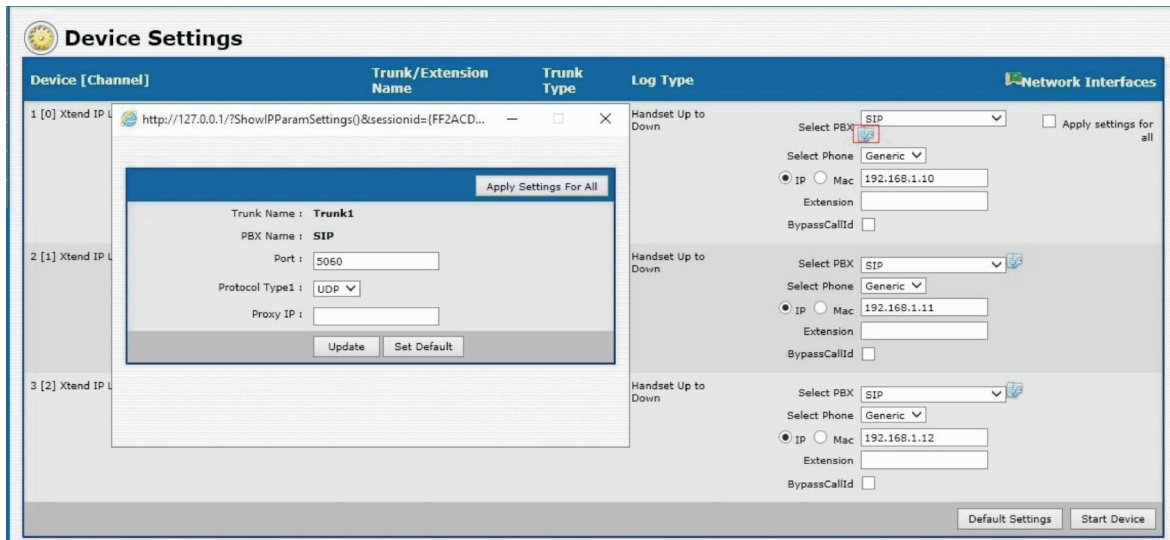 Device Settings
Device [Channel]
Trunk/Extension Name
Trunk Type
Log Type
Network Interfaces
1 [0] Xtend IP L
http://127.0.0.1/?ShowIPParamSettings()&sessionid={FF2ACD...
Apply Settings For All
Trunk Name : Trunk1
PBX Name : SIP
Port : 5060
Protocol Type1 : UDP
Proxy IP :
Update Set Default
Handset Up to
Down
Select PBX SIP
Apply settings for
all
Select Phone Generic
IP Mac 192.168.1.10
Extension
BypassCallId
2 [1] Xtend IP L
Handset Up to
Down
Select PBX SIP
Select Phone Generic
IP Mac 192.168.1.11
Extension
BypassCallId
3 [2] Xtend IP L
Handset Up to
Down
Select PBX SIP
Select Phone Generic
IP Mac 192.168.1.12
Extension
BypassCallId
Default Settings Start Device